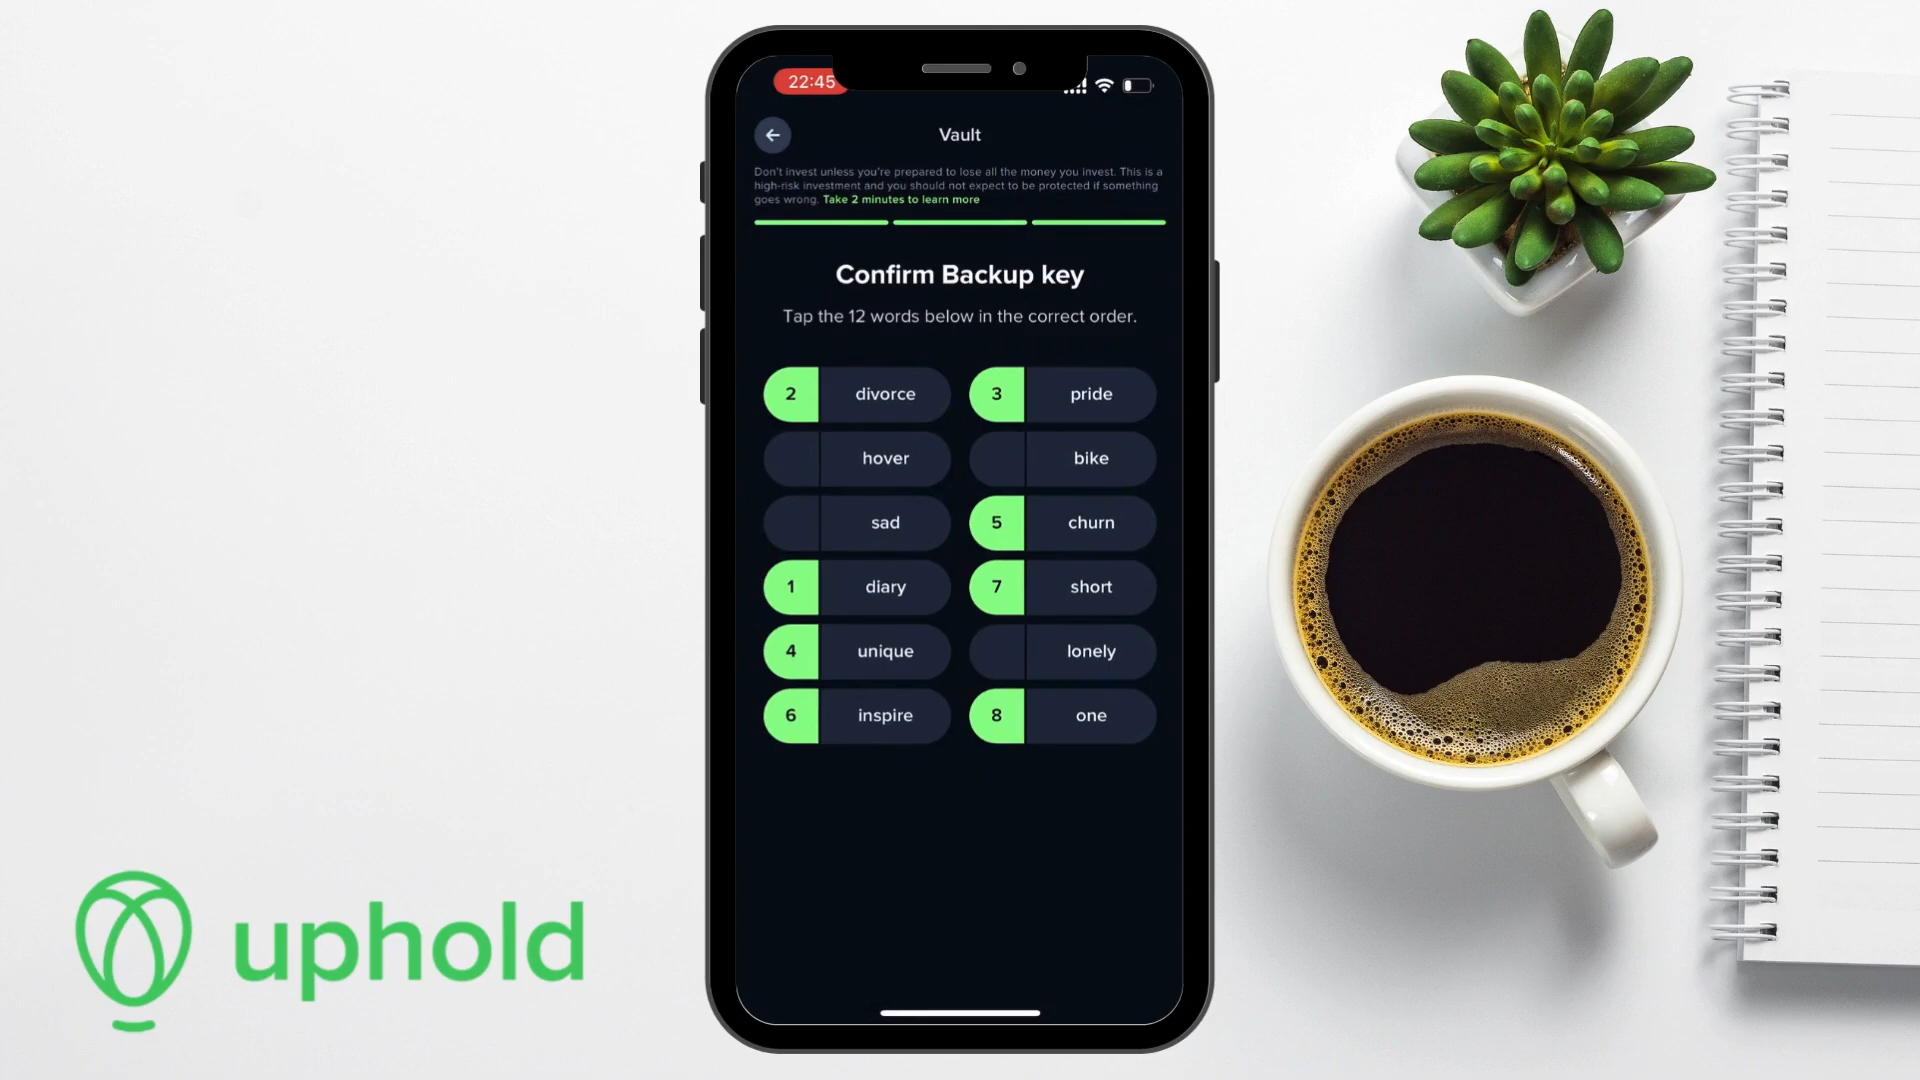 22:45
Vault
Don't invest unless you're prepared to lose all the money you invest. This is a
high-risk investment and you should not expect to be protected if something
goes wrong. Take 2 minutes to learn more
Confirm Backup key
Tap the 12 words below in the correct order.
2 divorce 3 pride
hover bike
sad 5 churn
1 diary 7 short
4 unique lonely
6 inspire 8 one
uphold